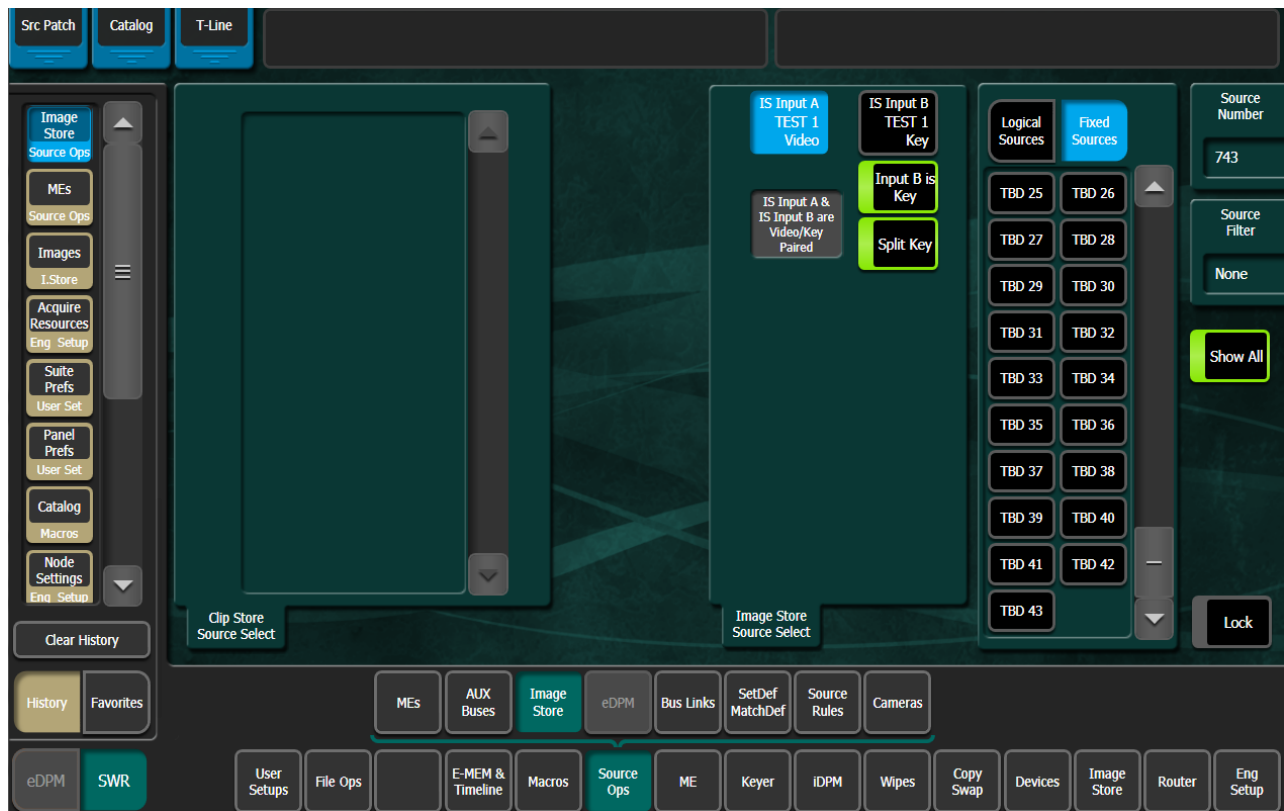 Src Patch
Catalog
T-Line
Image
Store
Source Ops
MEs
Source Ops
Images
I.Store
Acquire
Resources
Eng Setup
Suite
Prefs
User Set
Panel
Prefs
User Set
Catalog
Macros
Node
Settings
Eng Setup
Clear History
History
Favorites
eDPM
SWR
Clip Store
Source Select
IS Input A
TEST 1
Video
IS Input B
TEST 1
Key
Input B is
Key
IS Input A &
IS Input B are
Video/Key
Paired
Split Key
Image Store
Source Select
Logical
Sources
Fixed
Sources
TBD 25
TBD 26
TBD 27
TBD 28
TBD 29
TBD 30
TBD 31
TBD 32
TBD 33
TBD 34
TBD 35
TBD 36
TBD 37
TBD 38
TBD 39
TBD 40
TBD 41
TBD 42
TBD 43
Source
Number
743
Source
Filter
None
Show All
Lock
MEs
AUX
Buses
Image
Store
eDPM
Bus Links
SetDef
MatchDef
Source
Rules
Cameras
User
Setups
File Ops
E-MEM &
Timeline
Macros
Source
Ops
ME
Keyer
iDPM
Wipes
Copy
Swap
Devices
Image
Store
Router
Eng
Setup